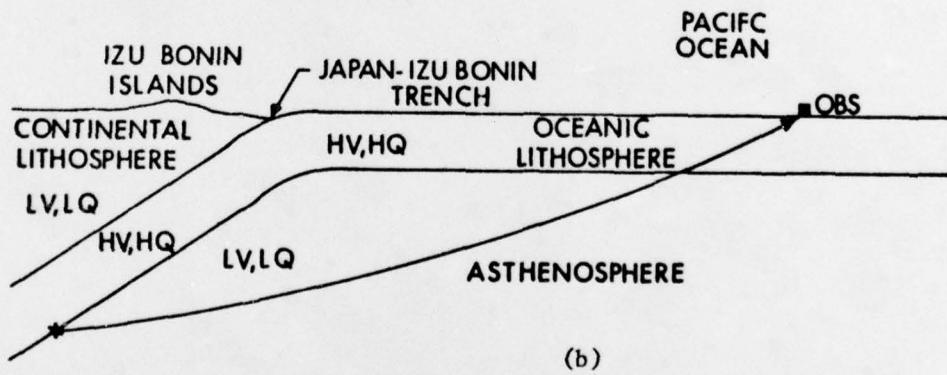 PACIFC
OCEAN
IZU BONIN
ISLANDS
JAPAN-IZU BONIN
TRENCH
OBS
CONTINENTAL
LITHOSPHERE
HV,HQ
OCEANIC
LITHOSPHERE
LV,LQ
HV,HQ
LV,LQ
ASTHENOSPHERE
(b)